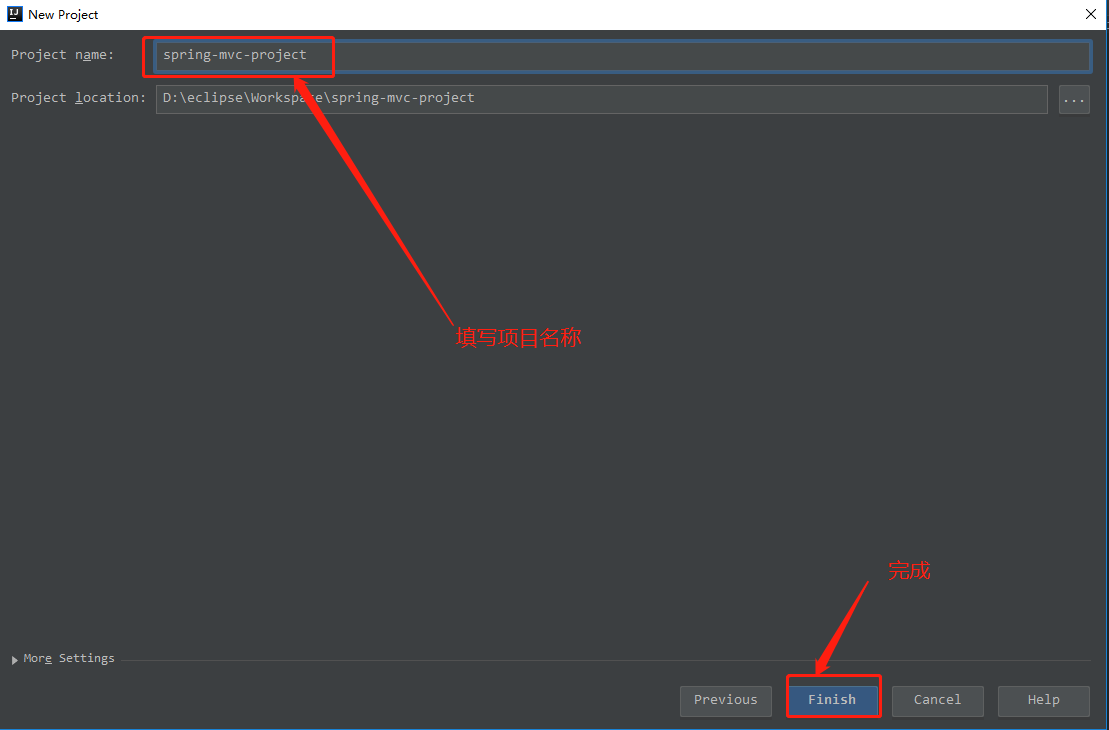 New Project
Project name: spring-mvc-project
Project location: D:\eclipse\Workspace\spring-mvc-project ...
填写项目名称
完成
More Settings
Previous Finish Cancel Help